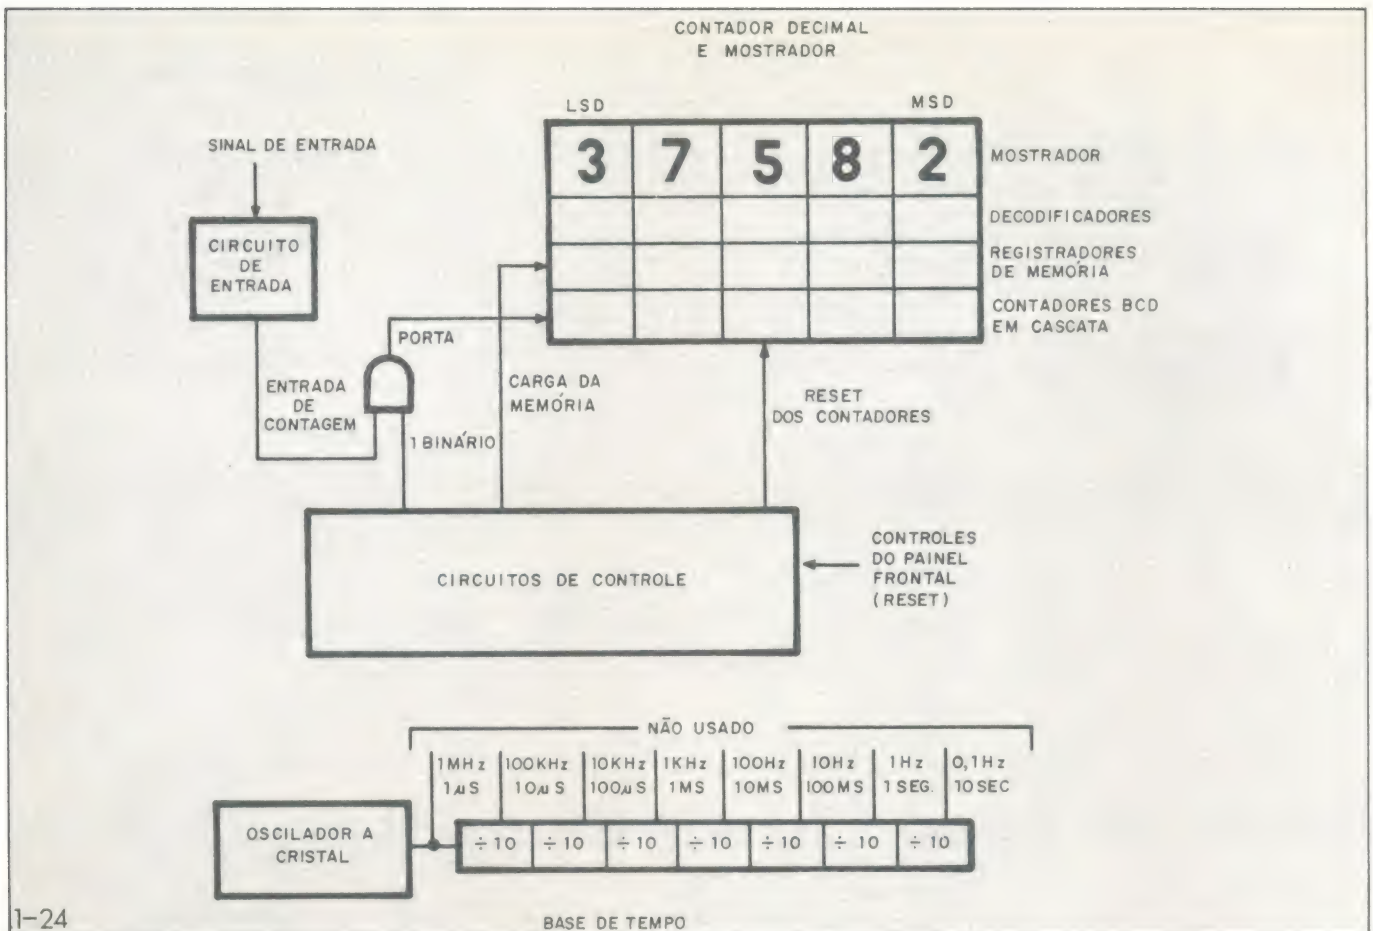 CONTADOR DECIMAL
E MOSTRADOR
LSD
MSD
SINAL DE ENTRADA
3 7 5 8 2
MOSTRADOR
DECODIFICADORES
CIRCUITO
DE
ENTRADA
REGISTRADORES
DE MEMÓRIA
CONTADORES BCD
EM CASCATA
PORTA
ENTRADA
DE
CONTAGEM
CARGA DA
MEMÓRIA
RESET
DOS CONTADORES
1 BINÁRIO
CIRCUITOS DE CONTROLE
CONTROLES
DO PAINEL
FRONTAL
(RESET)
NÃO USADO
1MHz 100KHz 10KHz 1KHz 100Hz 10Hz 1Hz 0,1Hz
1µS 10µS 100µS 1MS 10MS 100MS 1 SEG. 10SEC
OSCILADOR A
CRISTAL
÷10 ÷10 ÷10 ÷10 ÷10 ÷10 ÷10
1-24
BASE DE TEMPO